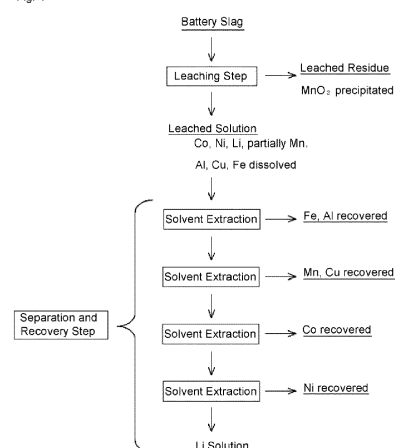 Battery Slag
Leaching Step
Leached Residue
MnO₂ precipitated
Leached Solution
Co, Ni, Li, partially Mn.
Al, Cu, Fe dissolved
Solvent Extraction
Fe, Al recovered
Solvent Extraction
Mn, Cu recovered
Separation and
Recovery Step
Solvent Extraction
Co recovered
Solvent Extraction
Ni recovered
Li Solution